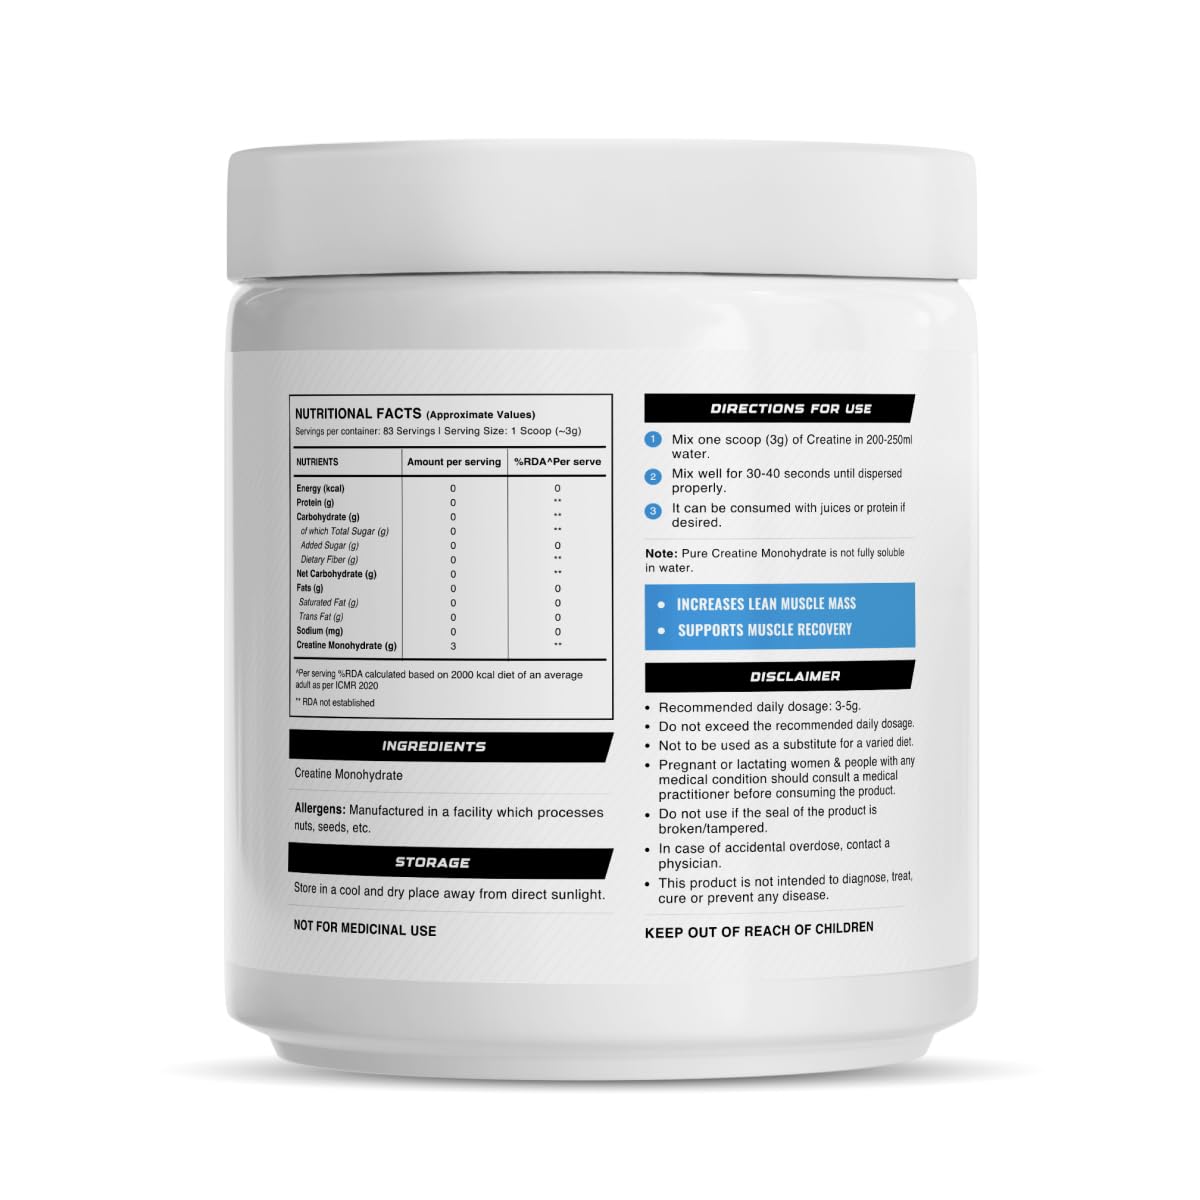 NUTRITIONAL FACTS (Approximate Values)
Servings per container: 83 Servings I Serving Size: 1 Scoop (~3g)
NUTRIENTS Amount per serving %RDA^Per serve
Energy (kcal) 0 0
Protein (g) 0 **
Carbohydrate (g) 0 **
of which Total Sugar (g) 0 **
Added Sugar (g) 0 0
Dietary Fiber (g) 0 **
Net Carbohydrate (g) 0 **
Fats (g) 0 0
Saturated Fat (g) 0 0
Trans Fat (g) 0 0
Sodium (mg) 0 0
Creatine Monohydrate (g) 3 **
^Per serving %RDA calculated based on 2000 kcal diet of an average
adult as per ICMR 2020
** RDA not established
INGREDIENTS
Creatine Monohydrate
Allergens: Manufactured in a facility which processes
nuts, seeds, etc.
STORAGE
Store in a cool and dry place away from direct sunlight.
NOT FOR MEDICINAL USE
DIRECTIONS FOR USE
1 Mix one scoop (3g) of Creatine in 200-250ml
water.
2 Mix well for 30-40 seconds until dispersed
properly.
3 It can be consumed with juices or protein if
desired.
Note: Pure Creatine Monohydrate is not fully soluble
in water.
• INCREASES LEAN MUSCLE MASS
• SUPPORTS MUSCLE RECOVERY
DISCLAIMER
• Recommended daily dosage: 3-5g.
• Do not exceed the recommended daily dosage.
• Not to be used as a substitute for a varied diet.
• Pregnant or lactating women & people with any
medical condition should consult a medical
practitioner before consuming the product.
• Do not use if the seal of the product is
broken/tampered.
• In case of accidental overdose, contact a
physician.
• This product is not intended to diagnose, treat,
cure or prevent any disease.
KEEP OUT OF REACH OF CHILDREN